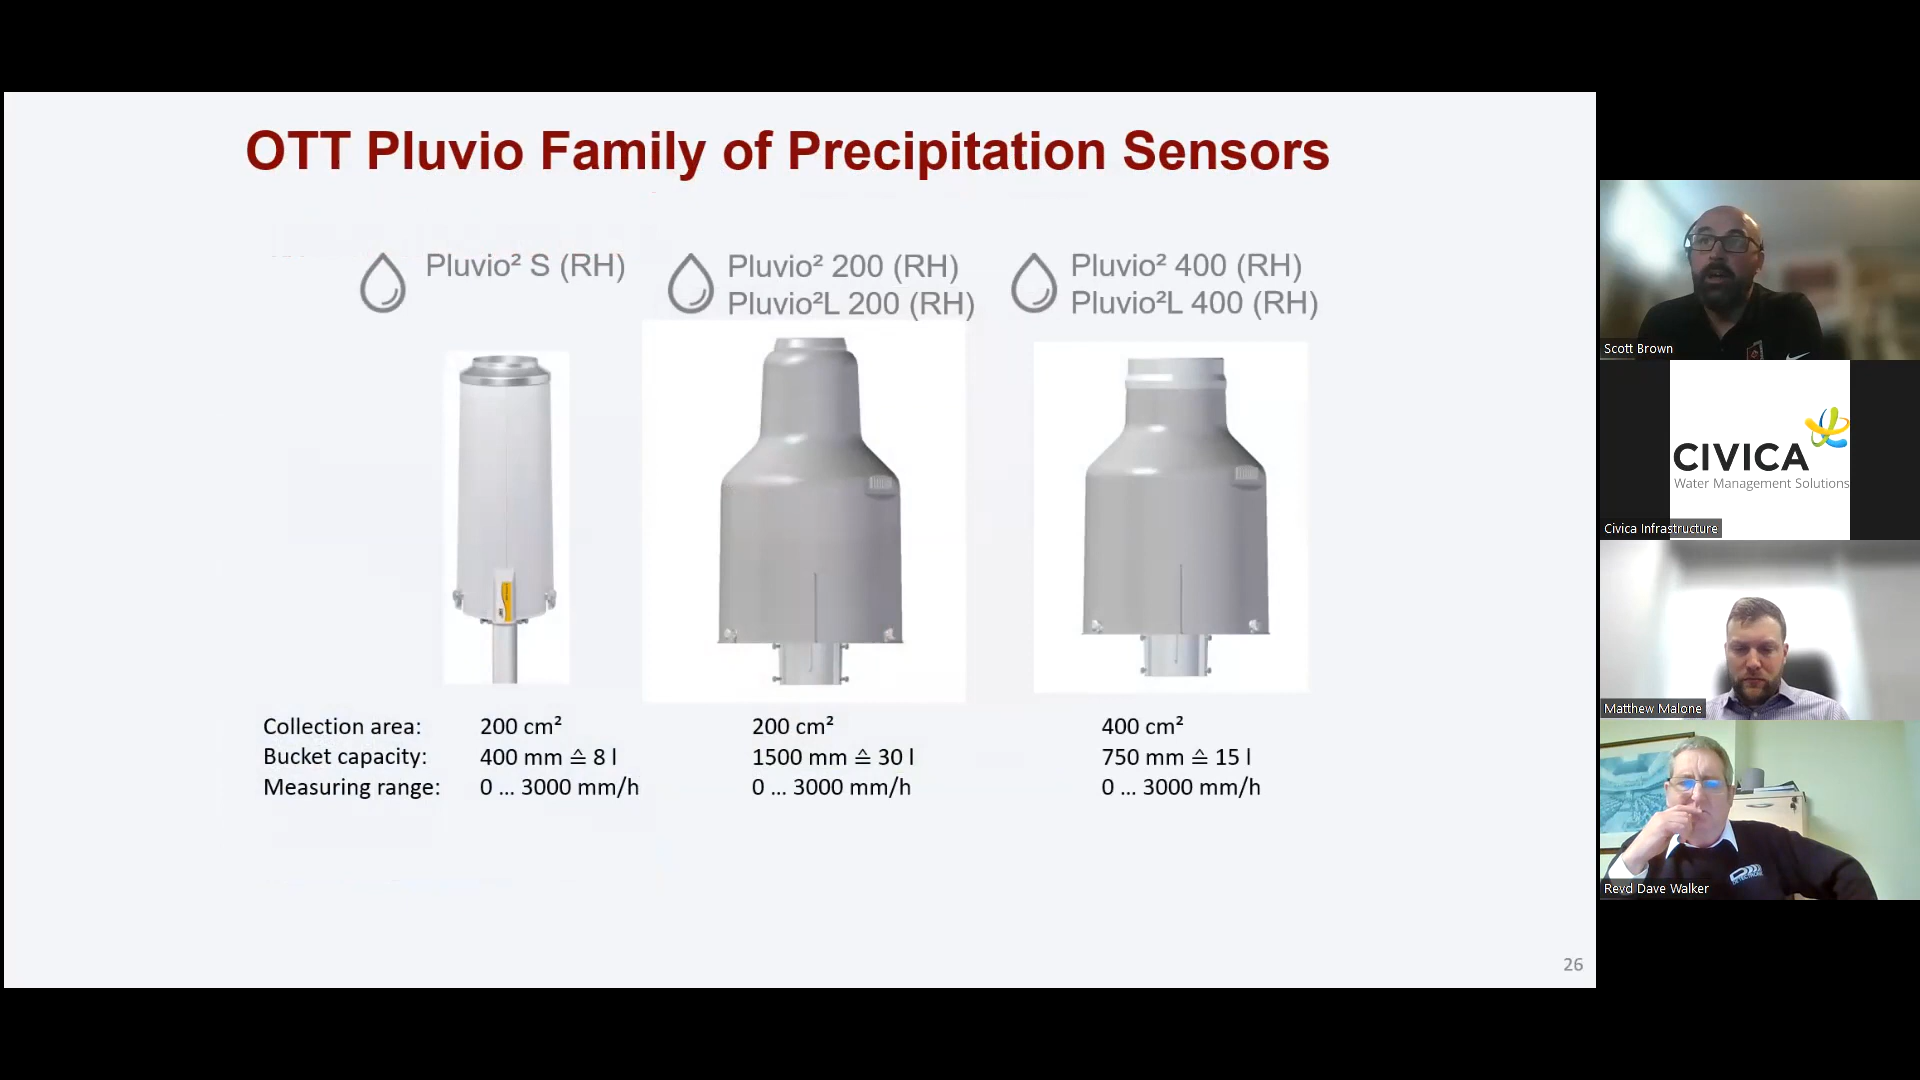 OTT Pluvio Family of Precipitation Sensors
Pluvio² S (RH)
Pluvio² 200 (RH)
Pluvio²L 200 (RH)
Pluvio² 400 (RH)
Pluvio²L 400 (RH)
Collection area: 200 cm² 200 cm² 400 cm²
Bucket capacity: 400 mm ≙ 8 l 1500 mm ≙ 30 l 750 mm ≙ 15 l
Measuring range: 0 ... 3000 mm/h 0 ... 3000 mm/h 0 ... 3000 mm/h
26
Scott Brown
CIVICA
Water Management Solutions
Civica Infrastructure
Matthew Malone
Revd Dave Walker